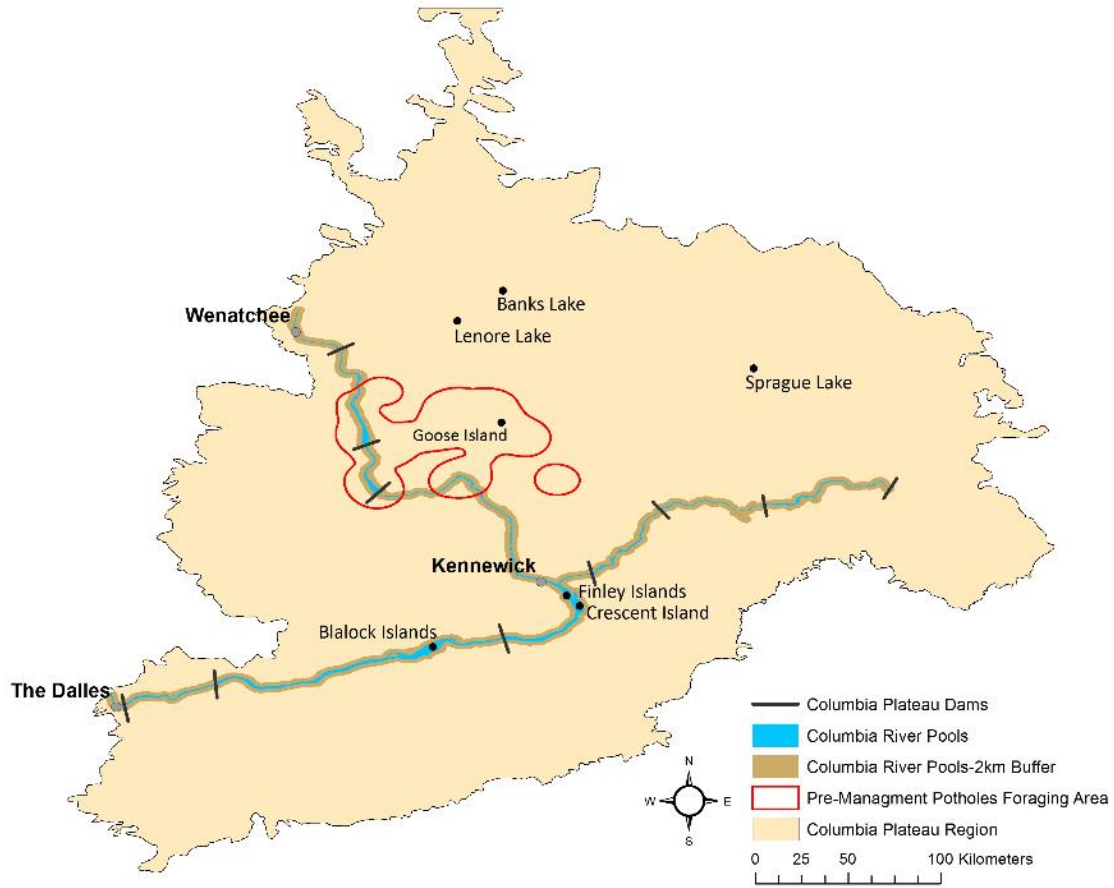 Banks Lake
Wenatchee
Lenore Lake
Sprague Lake
Goose Island
Kennewick
Finley Islands
Crescent Island
Blalock Islands
The Dalles
Columbia Plateau Dams
Columbia River Pools
Columbia River Pools-2km Buffer
Pre-Managment Potholes Foraging Area
Columbia Plateau Region
N
W E
S
0 25 50 100 Kilometers